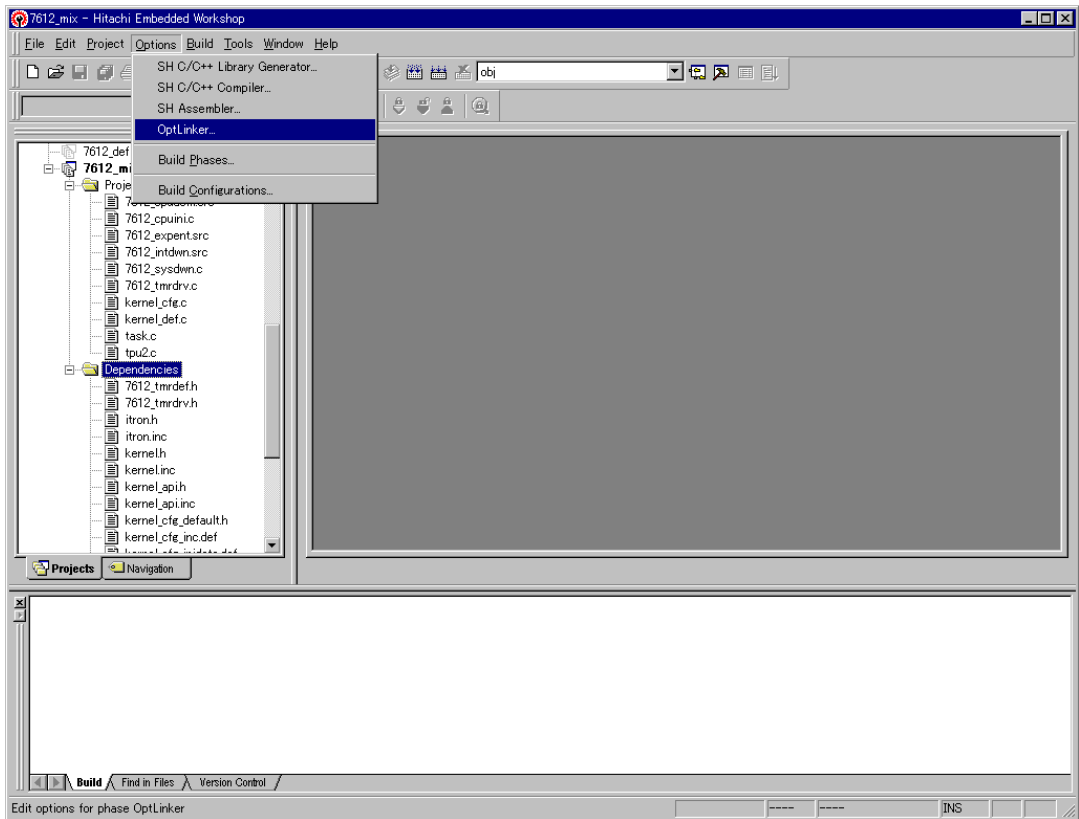 7612_mix - Hitachi Embedded Workshop
File Edit Project Options Build Tools Window Help
SH C/C++ Library Generator...
SH C/C++ Compiler...
SH Assembler...
OptLinker...
Build Phases...
Build Configurations...
obj
7612_def
7612_mi
Proje
7612_cpuini.c
7612_expent.src
7612_intdwn.src
7612_sysdwn.c
7612_tmrdrv.c
kernel_cfg.c
kernel_def.c
task.c
tpu2.c
Dependencies
7612_tmrdef.h
7612_tmrdrv.h
itron.h
itron.inc
kernel.h
kernel.inc
kernel_api.h
kernel_api.inc
kernel_cfg_default.h
kernel_cfg_inc.def
Projects Navigation
Build Find in Files Version Control
Edit options for phase OptLinker ---- ---- INS